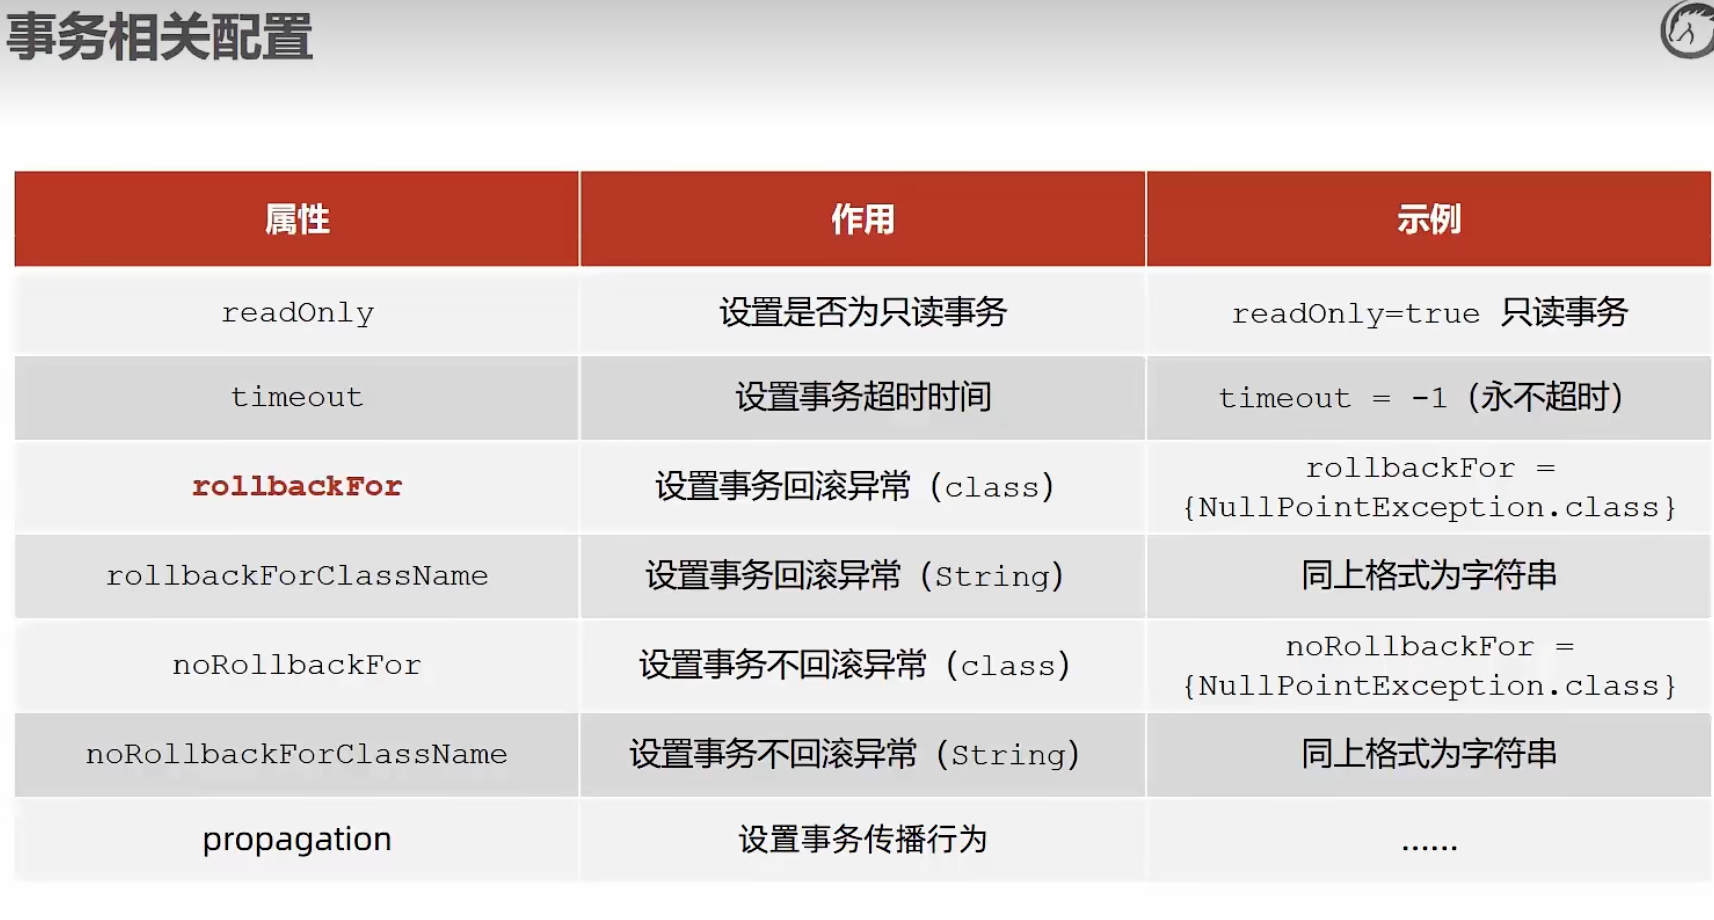 事务相关配置
属性 作用 示例
readOnly 设置是否为只读事务 readOnly=true 只读事务
timeout 设置事务超时时间 timeout = -1（永不超时）
rollbackFor 设置事务回滚异常（class） rollbackFor =
{NullPointException.class}
rollbackForClassName 设置事务回滚异常（String） 同上格式为字符串
noRollbackFor 设置事务不回滚异常（class） noRollbackFor =
{NullPointException.class}
noRollbackForClassName 设置事务不回滚异常（String） 同上格式为字符串
propagation 设置事务传播行为 ……